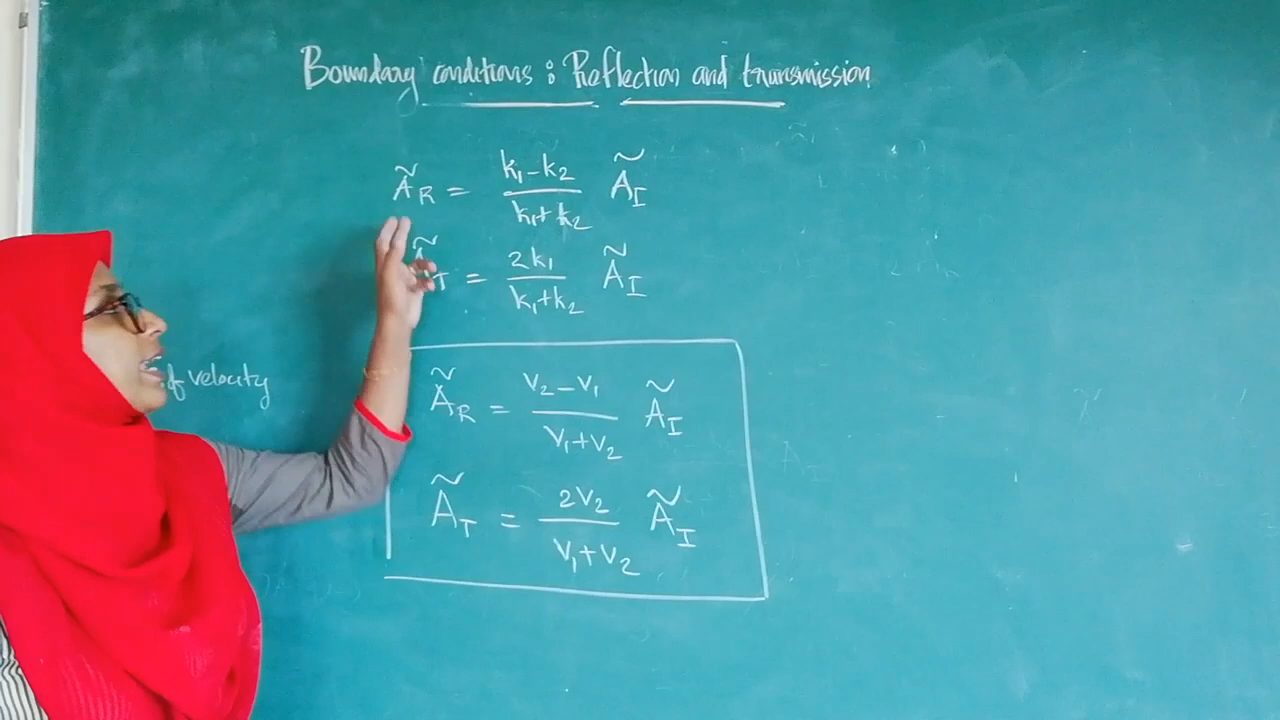 Boundary conditions : Reflection and transmission
Ã_R = (k₁ - k₂)/(k₁ + k₂) Ã_I
Ã_T = 2k₁/(k₁+k₂) Ã_I
of velocity
Ã_R = (v₂ - v₁)/(v₁+v₂) Ã_I
Ã_T = 2v₂/(v₁+v₂) Ã_I